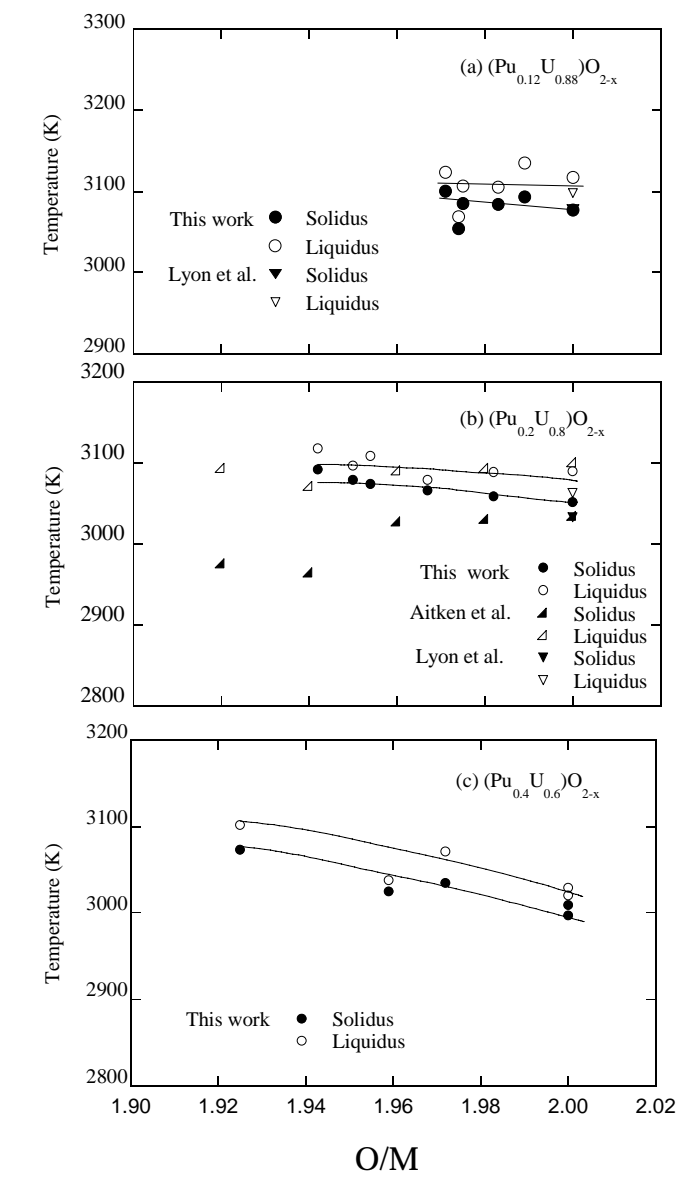 3300
3200
3100
3000
2900
Temperature (K)
(a) (Pu0.12U0.88)O2-x
This work Solidus
Liquidus
Lyon et al. Solidus
Liquidus
3200
3100
3000
2900
2800
Temperature (K)
(b) (Pu0.2U0.8)O2-x
This work Solidus
Liquidus
Aitken et al. Solidus
Liquidus
Lyon et al. Solidus
Liquidus
3200
3100
3000
2900
2800
Temperature (K)
(c) (Pu0.4U0.6)O2-x
This work Solidus
Liquidus
1.90 1.92 1.94 1.96 1.98 2.00 2.02
O/M